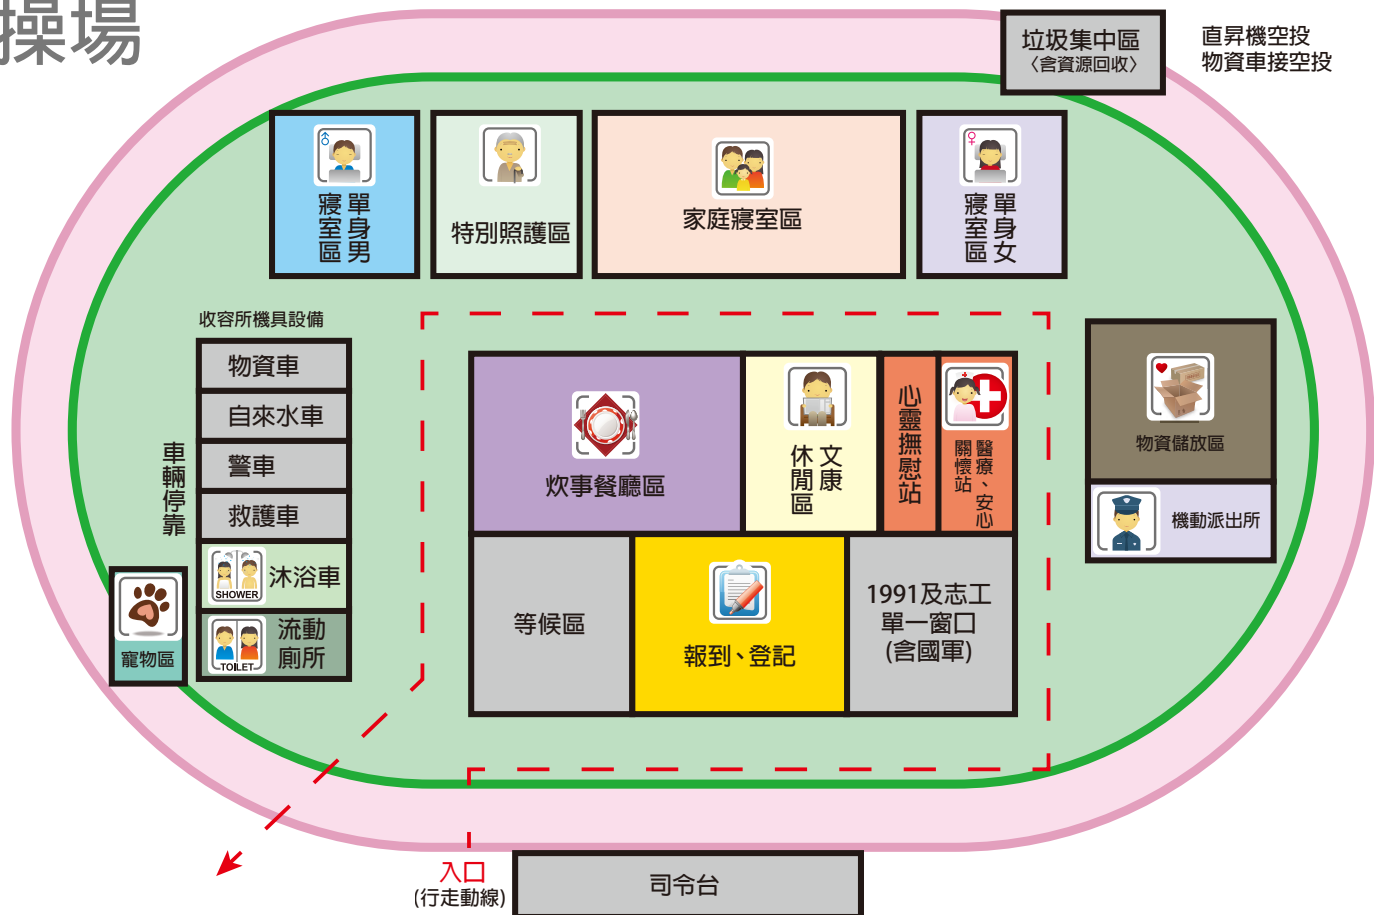 操場
垃圾集中區
〈含資源回收〉
直昇機空投
物資車接空投
單身男
寢室區
特別照護區
家庭寢室區
單身女
寢室區
收容所機具設備
物資車
自來水車
警車
救護車
SHOWER
沐浴車
TOILET
流動
廁所
車輛停靠
寵物區
炊事餐廳區
文康
休閒區
心靈撫慰站
醫療、安心
關懷站
等候區
報到、登記
1991及志工
單一窗口
(含國軍)
物資儲放區
機動派出所
入口
(行走動線)
司令台